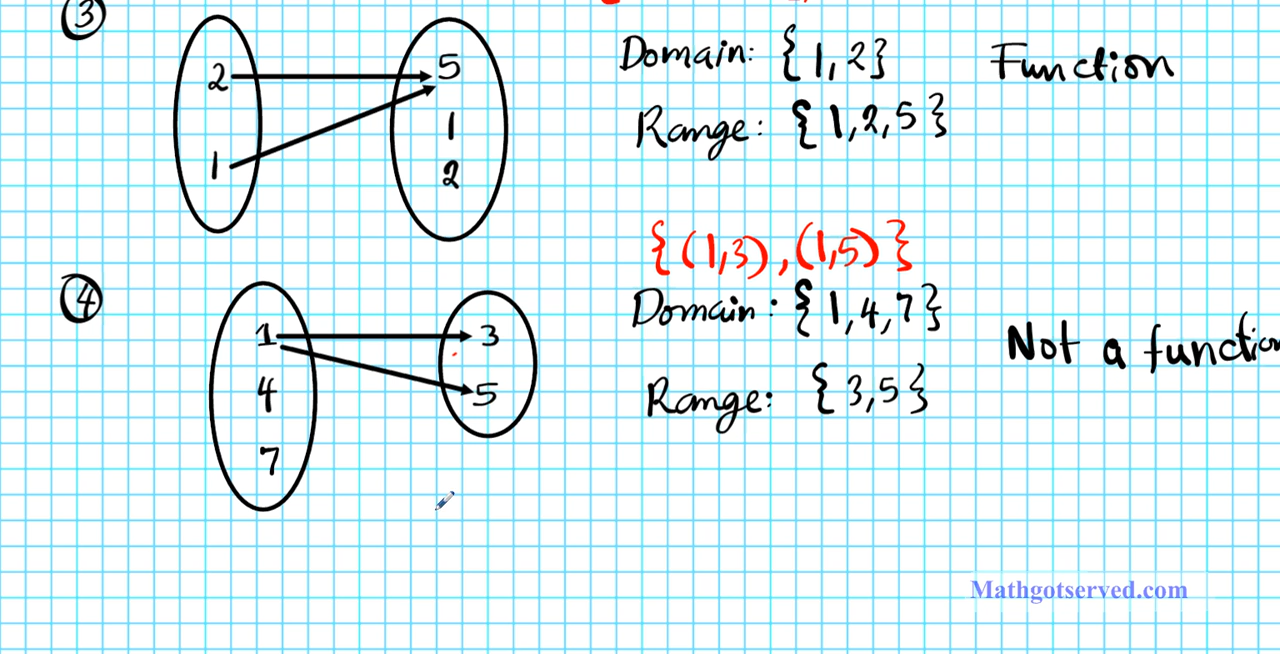 ③
2 5
1
1
2
Domain: {1,2}
Range: {1,2,5}
Function
{(1,3),(1,5)}
④
1 3
4 5
7
Domain: {1,4,7}
Range: {3,5}
Not a function
Mathgotserved.com